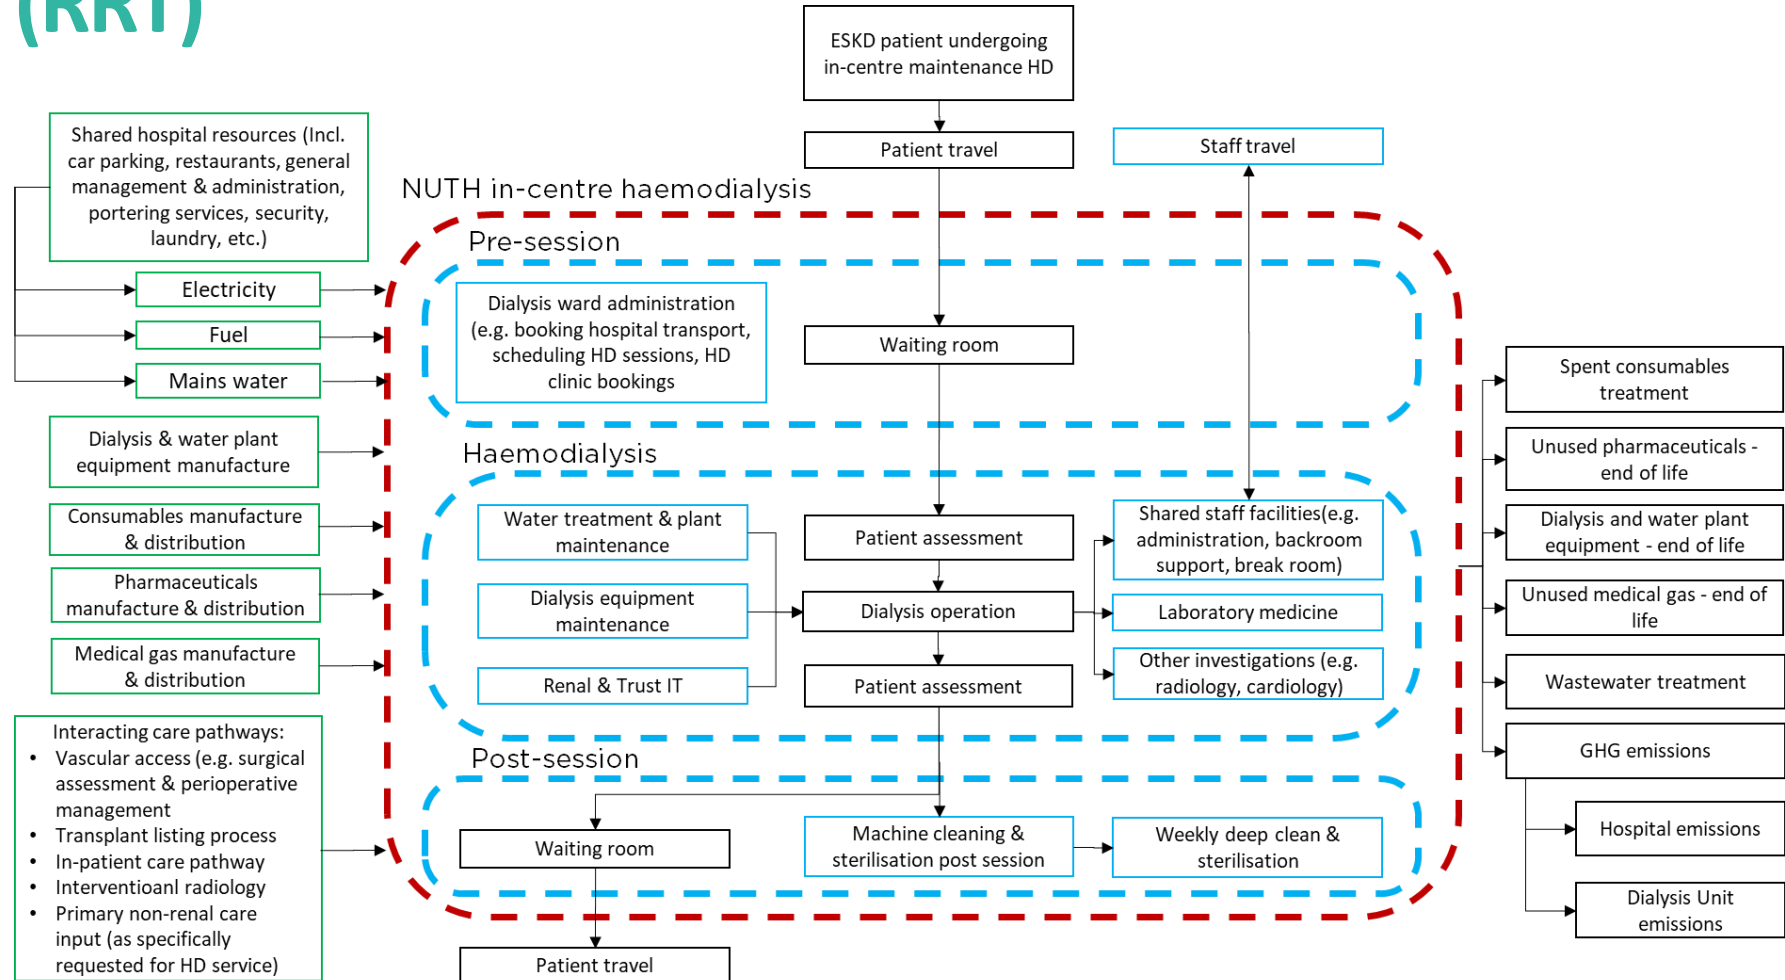 (RRT)
ESKD patient undergoing
in-centre maintenance HD
Patient travel
Staff travel
Shared hospital resources (Incl.
car parking, restaurants, general
management & administration,
portering services, security,
laundry, etc.)
Electricity
Fuel
Mains water
Dialysis & water plant
equipment manufacture
Consumables manufacture
& distribution
Pharmaceuticals
manufacture & distribution
Medical gas manufacture
& distribution
Interacting care pathways:
• Vascular access (e.g. surgical
assessment & perioperative
management
• Transplant listing process
• In-patient care pathway
• Interventioanl radiology
• Primary non-renal care
input (as specifically
requested for HD service)
NUTH in-centre haemodialysis
Pre-session
Dialysis ward administration
(e.g. booking hospital transport,
scheduling HD sessions, HD
clinic bookings
Waiting room
Haemodialysis
Water treatment & plant
maintenance
Dialysis equipment
maintenance
Renal & Trust IT
Patient assessment
Dialysis operation
Patient assessment
Shared staff facilities(e.g.
administration, backroom
support, break room)
Laboratory medicine
Other investigations (e.g.
radiology, cardiology)
Post-session
Waiting room
Machine cleaning &
sterilisation post session
Weekly deep clean &
sterilisation
Patient travel
Spent consumables
treatment
Unused pharmaceuticals -
end of life
Dialysis and water plant
equipment - end of life
Unused medical gas - end of
life
Wastewater treatment
GHG emissions
Hospital emissions
Dialysis Unit
emissions